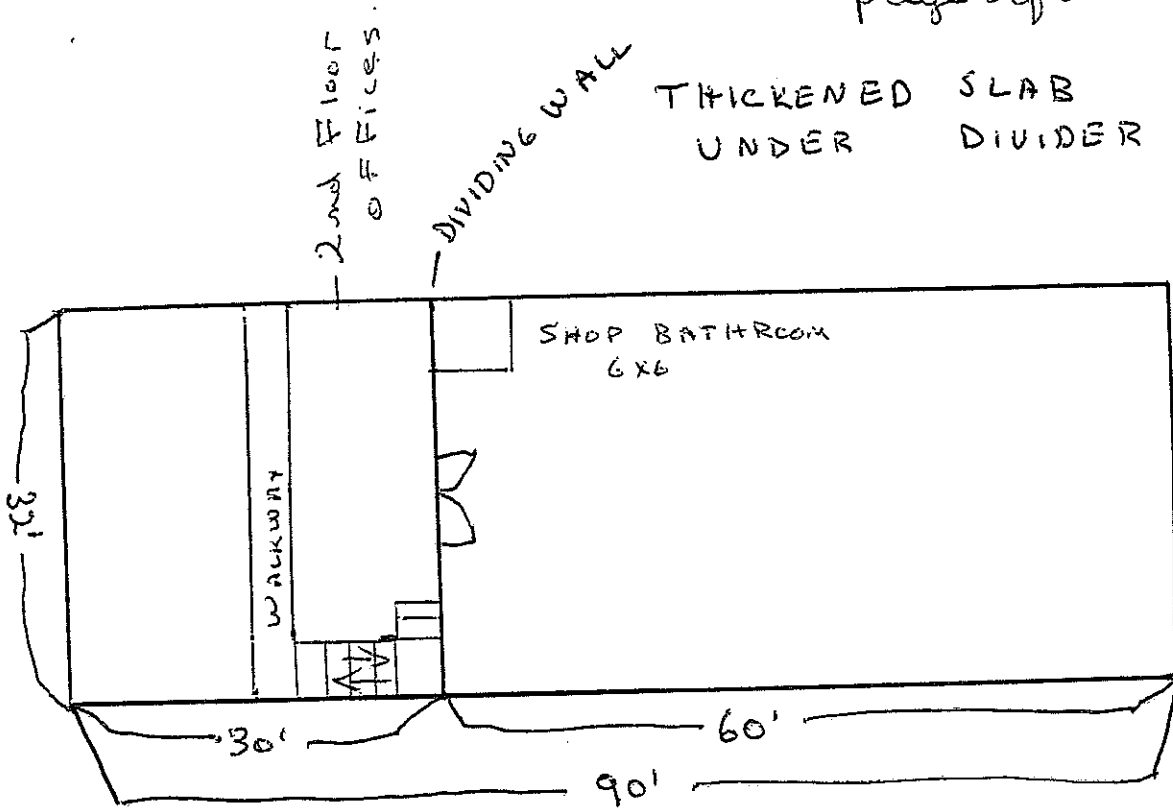 2nd Floor
offices.
DIVIDING WALL
THICKENED SLAB
UNDER DIVIDER
SHOP BATHROOM
6X6
WALKWAY
32'
30'
60'
90'